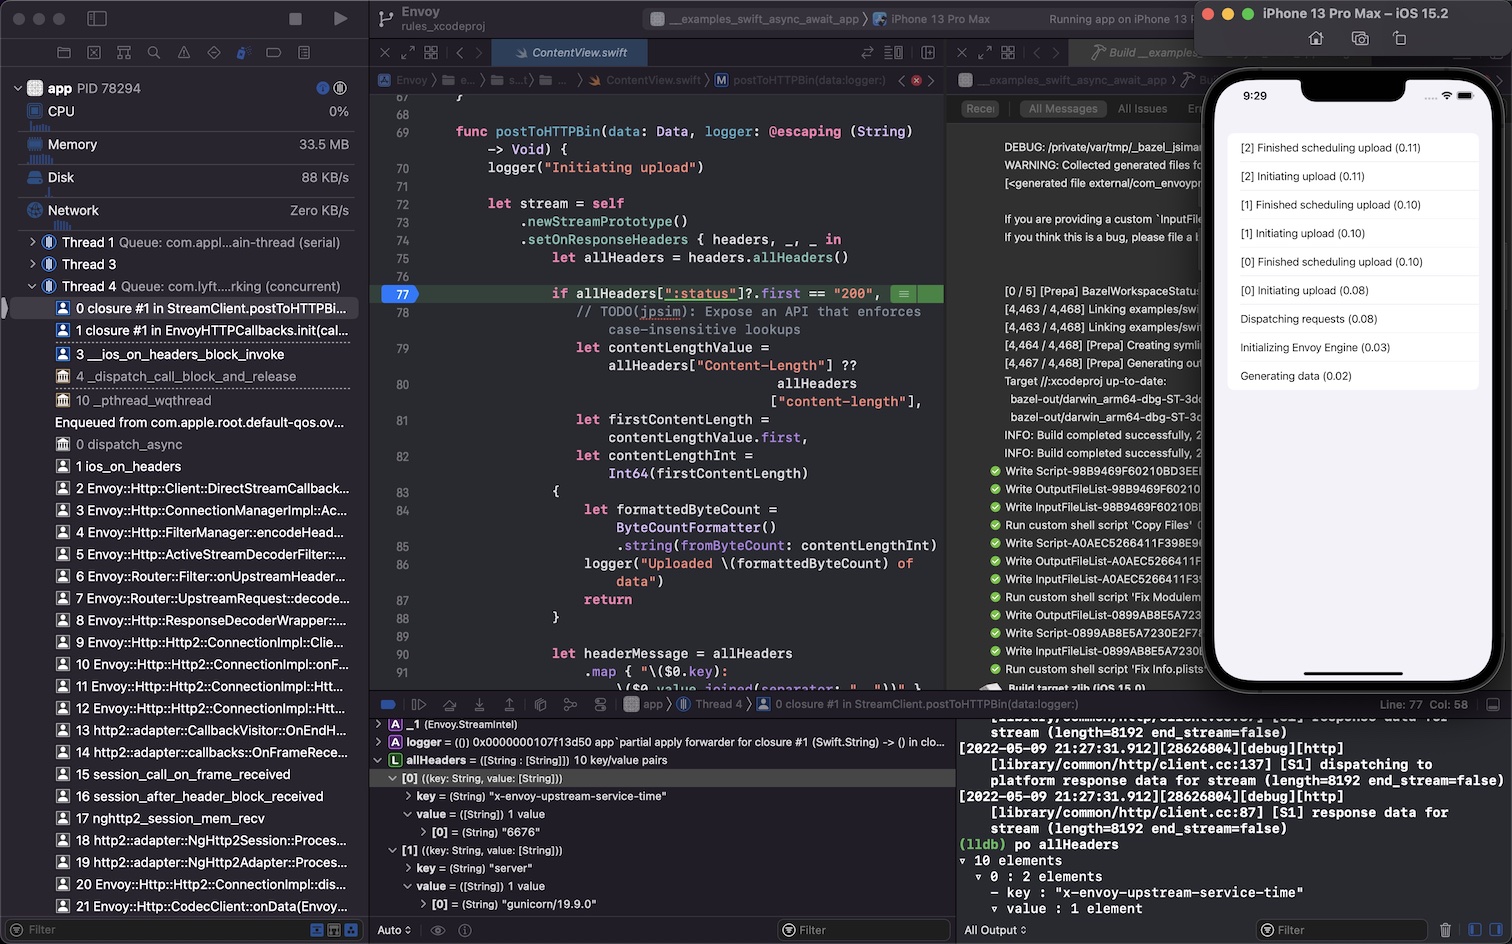 Envoy
rules_xcodeproj
__examples_swift_async_await_app
iPhone 13 Pro Max
Running app on iPhone 13
app PID 78294
CPU 0%
Memory 33.5 MB
Disk 88 KB/s
Network Zero KB/s
Thread 1 Queue: com.appl...ain-thread (serial)
Thread 3
Thread 4 Queue: com.lyft....rking (concurrent)
0 closure #1 in StreamClient.postToHTTPBi...
1 closure #1 in EnvoyHTTPCallbacks.init(cal...
3 __ios_on_headers_block_invoke
4 _dispatch_call_block_and_release
10 _pthread_wqthread
Enqueued from com.apple.root.default-qos.ov...
0 dispatch_async
1 ios_on_headers
2 Envoy::Http::Client::DirectStreamCallback...
3 Envoy::Http::ConnectionManagerImpl::Ac...
4 Envoy::Http::FilterManager::encodeHead...
5 Envoy::Http::ActiveStreamDecoderFilter::...
6 Envoy::Router::Filter::onUpstreamHeader...
7 Envoy::Router::UpstreamRequest::decode...
8 Envoy::Http::ResponseDecoderWrapper::...
9 Envoy::Http::Http2::ConnectionImpl::Clie...
10 Envoy::Http::Http2::ConnectionImpl::onF...
11 Envoy::Http::Http2::ConnectionImpl::Htt...
12 Envoy::Http::Http2::ConnectionImpl::Htt...
13 http2::adapter::CallbackVisitor::OnEndH...
14 http2::adapter::callbacks::OnFrameRece...
15 session_call_on_frame_received
16 session_after_header_block_received
17 nghttp2_session_mem_recv
18 http2::adapter::NgHttp2Session::Proces...
19 http2::adapter::NgHttp2Adapter::Proces...
20 Envoy::Http::Http2::ConnectionImpl::dis...
21 Envoy::Http::CodecClient::onData(Envoy...
Filter
ContentView.swift
Envoy
e...
s...t
...
ContentView.swift
M postToHTTPBin(data:logger:)
67 }
68
69 func postToHTTPBin(data: Data, logger: @escaping (String)
-> Void) {
70 logger("Initiating upload")
71
72 let stream = self
73 .newStreamPrototype()
74 .setOnResponseHeaders { headers, _, _ in
75 let allHeaders = headers.allHeaders()
76
77 if allHeaders[":status"]?.first == "200",
78 // TODO(jpsim): Expose an API that enforces
case-insensitive lookups
79 let contentLengthValue =
allHeaders["Content-Length"] ??
80 allHeaders
["content-length"],
81 let firstContentLength =
contentLengthValue.first,
82 let contentLengthInt =
Int64(firstContentLength)
83 {
84 let formattedByteCount =
ByteCountFormatter()
85 .string(fromByteCount: contentLengthInt)
86 logger("Uploaded \(formattedByteCount) of
data")
87 return
88 }
89
90 let headerMessage = allHeaders
91 .map { "\($0.key):
\($0.value.joined(separator: ", "))" }
Build __examples
__examples_swift_async_await_app
Recei
All Messages
All Issues
DEBUG: /private/var/tmp/_bazel_jsimar
WARNING: Collected generated files fo
[<generated file external/com_envoypr
If you are providing a custom `InputFile
If you think this is a bug, please file a b
[0 / 5] [Prepa] BazelWorkspaceStatus
[4,463 / 4,468] Linking examples/swi
[4,463 / 4,468] Linking examples/swi
[4,464 / 4,468] [Prepa] Creating symlin
[4,467 / 4,468] [Prepa] Generating out
Target //:xcodeproj up-to-date:
bazel-out/darwin_arm64-dbg-ST-3dc
bazel-out/darwin_arm64-dbg-ST-3dc
INFO: Build completed successfully, 2
INFO: Build completed successfully, 2
Write Script-98B9469F60210BD3EEI
Write OutputFileList-98B9469F60210
Write InputFileList-98B9469F60210BI
Run custom shell script 'Copy Files'
Write Script-A0AEC5266411F398E9
Write OutputFileList-A0AEC5266411F
Write InputFileList-A0AEC5266411F39
Run custom shell script 'Fix Modulem
Write OutputFileList-0899AB8E5A723
Write Script-0899AB8E5A7230E2F78
Write InputFileList-0899AB8E5A7230
Run custom shell script 'Fix Info.plists'
Build target zlib (iOS 15.0)
iPhone 13 Pro Max – iOS 15.2
9:29
[2] Finished scheduling upload (0.11)
[2] Initiating upload (0.11)
[1] Finished scheduling upload (0.10)
[1] Initiating upload (0.10)
[0] Finished scheduling upload (0.10)
[0] Initiating upload (0.08)
Dispatching requests (0.08)
Initializing Envoy Engine (0.03)
Generating data (0.02)
app
Thread 4
0 closure #1 in StreamClient.postToHTTPBin(data:logger:)
Line: 77 Col: 58
A _1 (Envoy.StreamIntel)
A logger = (()) 0x0000000107f13d50 app`partial apply forwarder for closure #1 (Swift.String) -> () in clo...
L allHeaders = ([String : [String]]) 10 key/value pairs
[0] ((key: String, value: [String]))
key = (String) "x-envoy-upstream-service-time"
value = ([String]) 1 value
[0] = (String) "6676"
[1] ((key: String, value: [String]))
key = (String) "server"
value = ([String]) 1 value
[0] = (String) "gunicorn/19.9.0"
Auto
Filter
[library/common/http/client.cc:87] [S1] response data for
stream (length=8192 end_stream=false)
[2022-05-09 21:27:31.912][28626804][debug][http]
[library/common/http/client.cc:137] [S1] dispatching to
platform response data for stream (length=8192 end_stream=false)
[2022-05-09 21:27:31.912][28626804][debug][http]
[library/common/http/client.cc:87] [S1] response data for
stream (length=8192 end_stream=false)
(lldb) po allHeaders
10 elements
0 : 2 elements
- key : "x-envoy-upstream-service-time"
value : 1 element
All Output
Filter